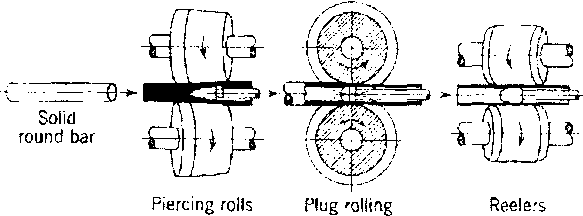 Solid
round bar
Piercing rolls
Plug rolling
Reelers